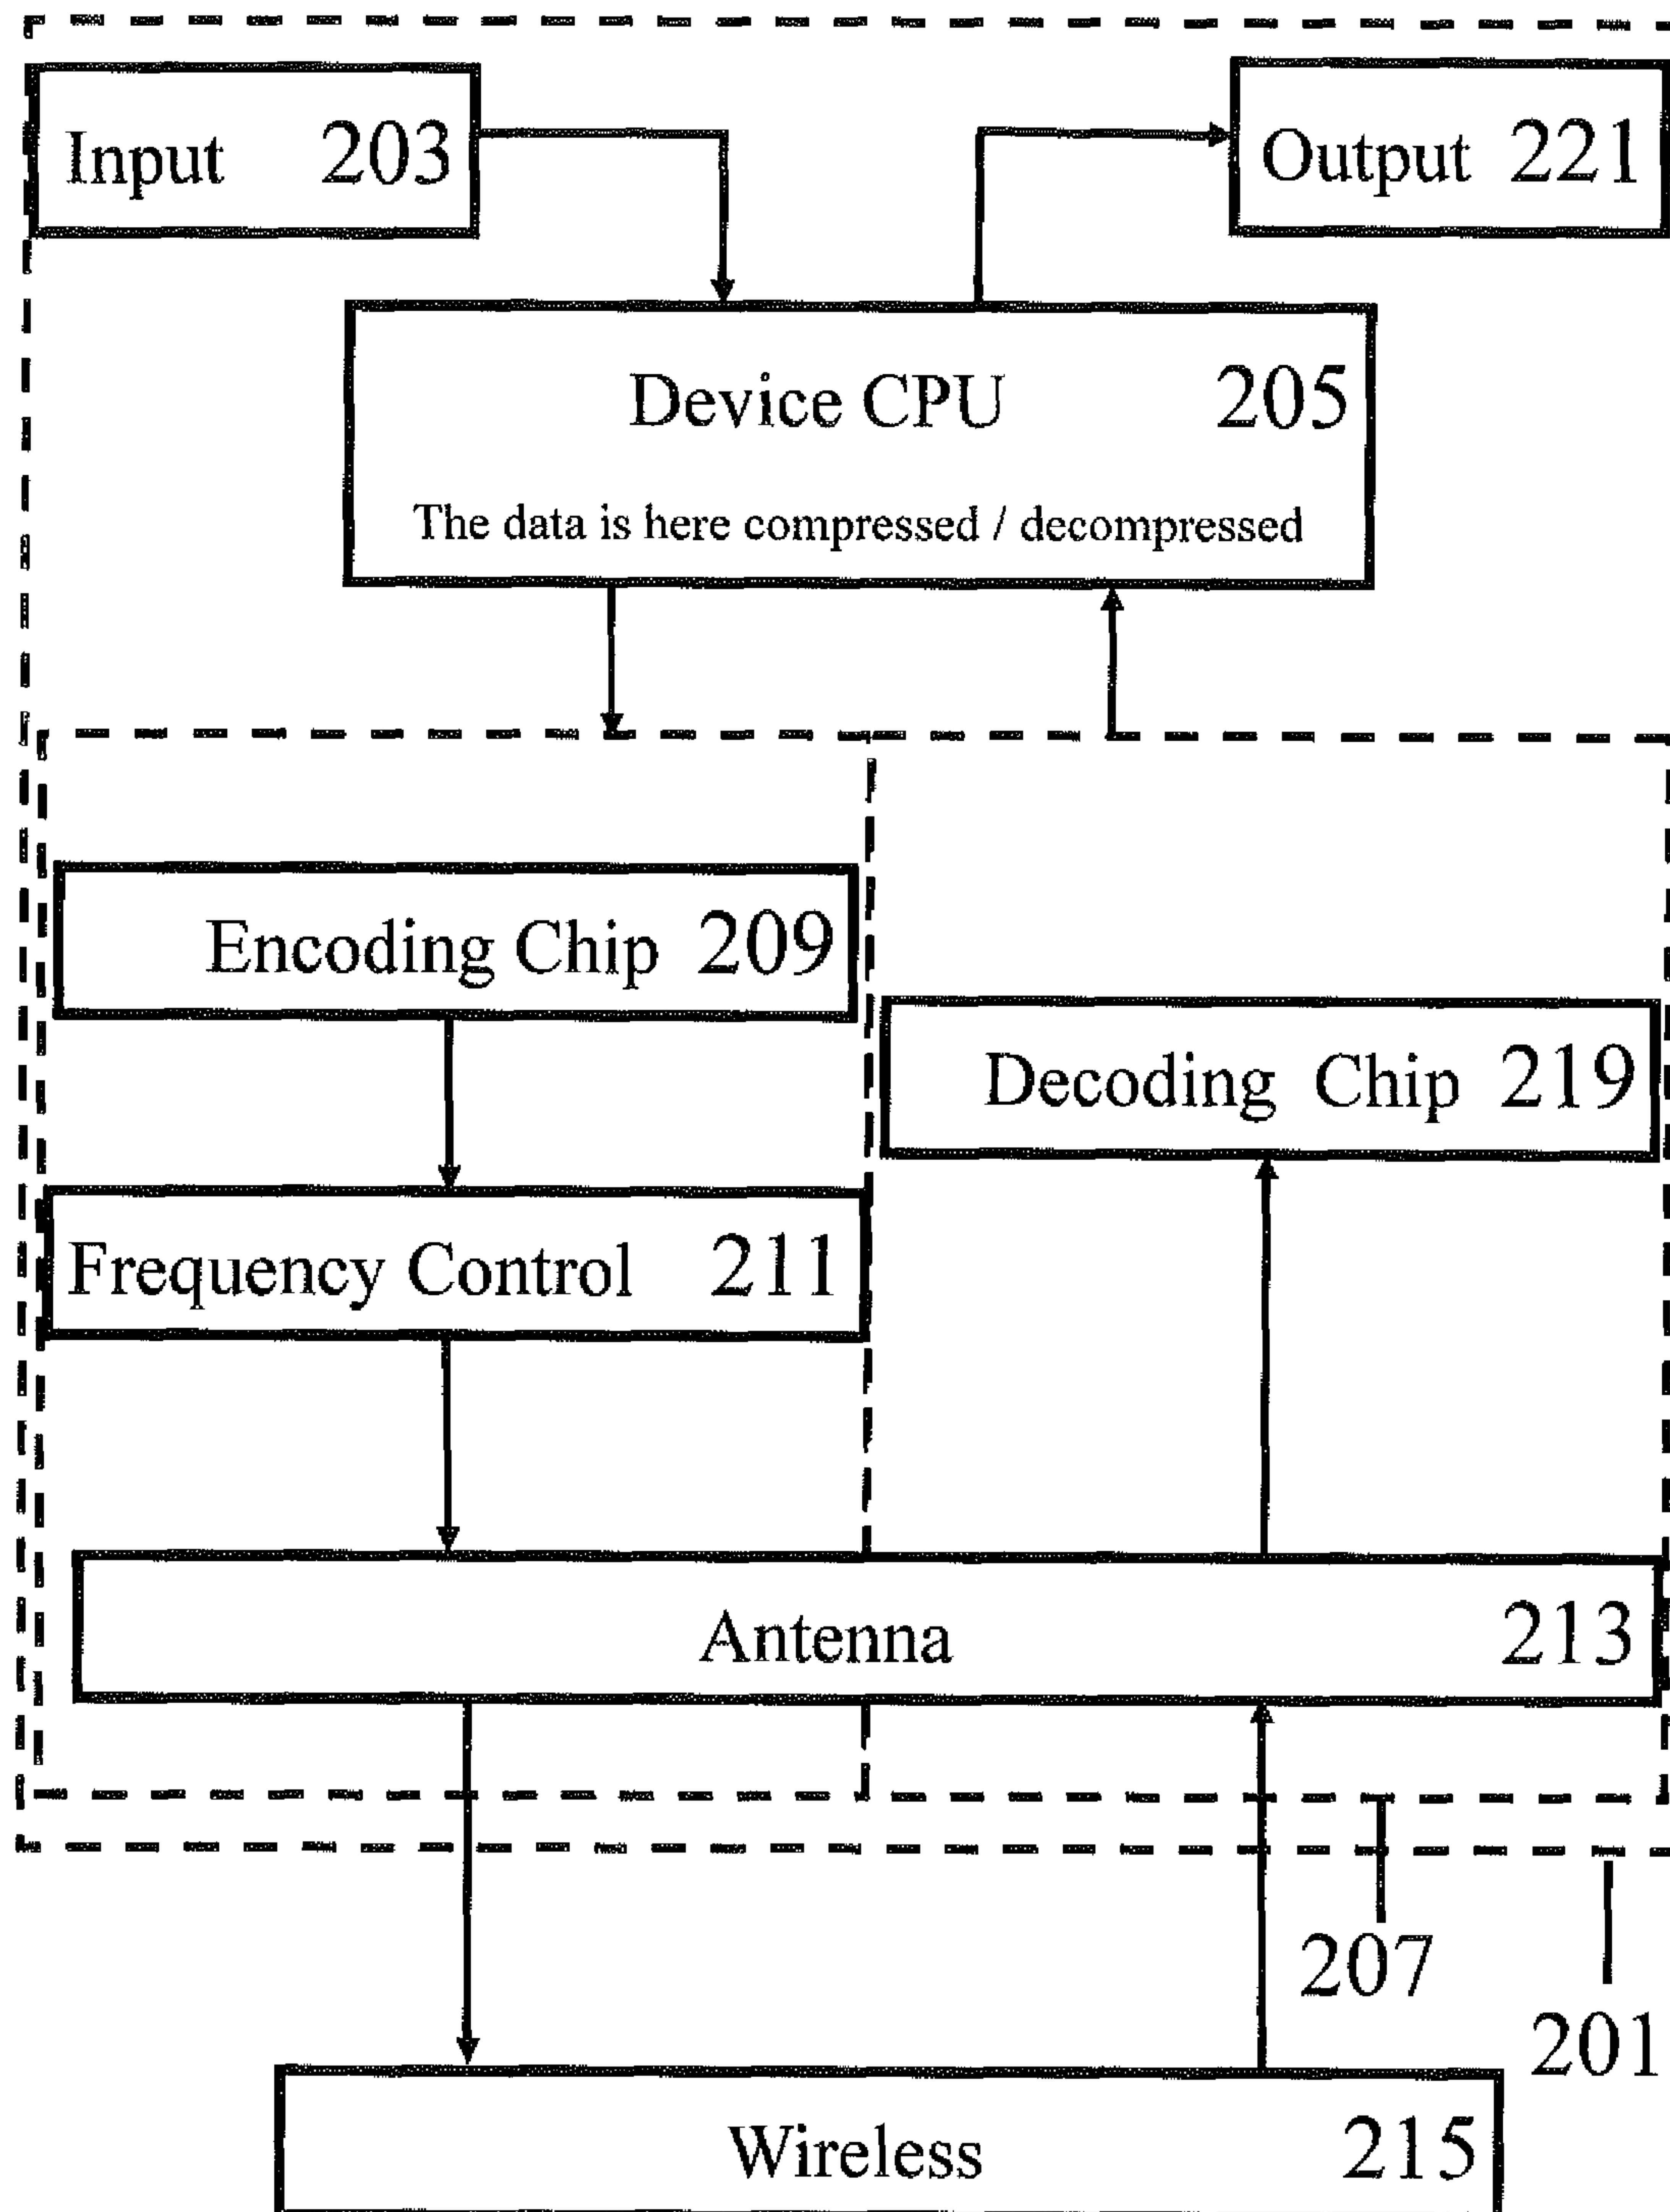 Input 203
Output 221
Device CPU 205
The data is here compressed / decompressed
Encoding Chip 209
Decoding Chip 219
Frequency Control 211
Antenna 213
207
201
Wireless 215